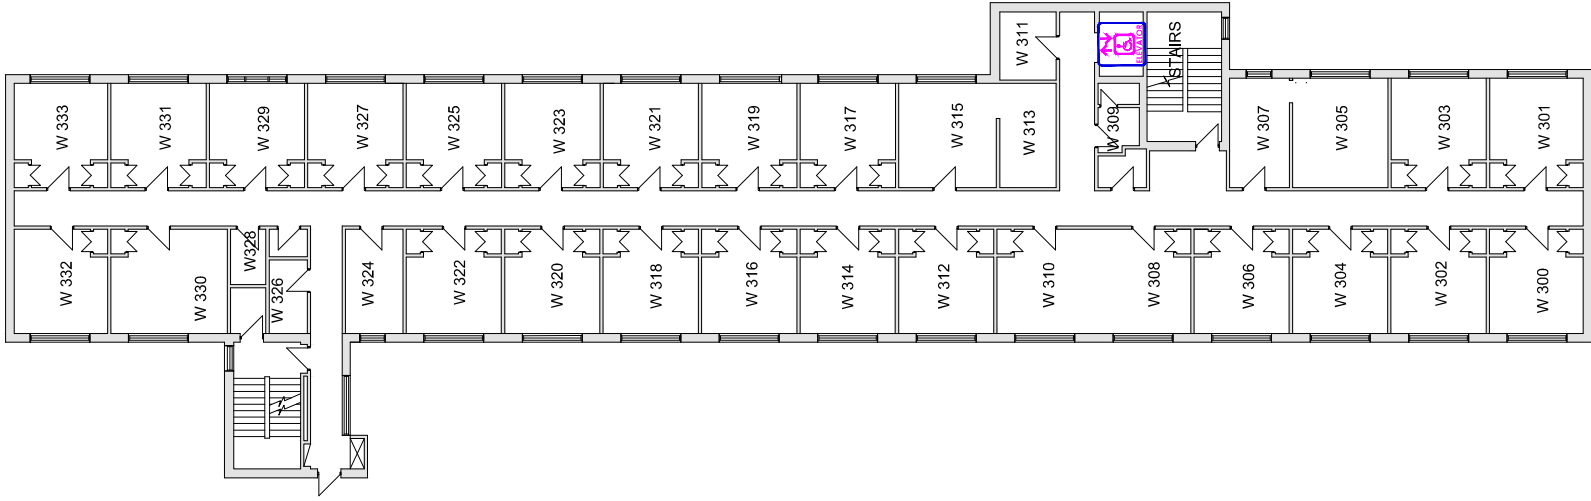 W 311
ELEVATOR
STAIRS
W 333
W 331
W 329
W 327
W 325
W 323
W 321
W 319
W 317
W 315
W 313
W 309
W 307
W 305
W 303
W 301
W 332
W 330
W328
W 326
W 324
W 322
W 320
W 318
W 316
W 314
W 312
W 310
W 308
W 306
W 304
W 302
W 300